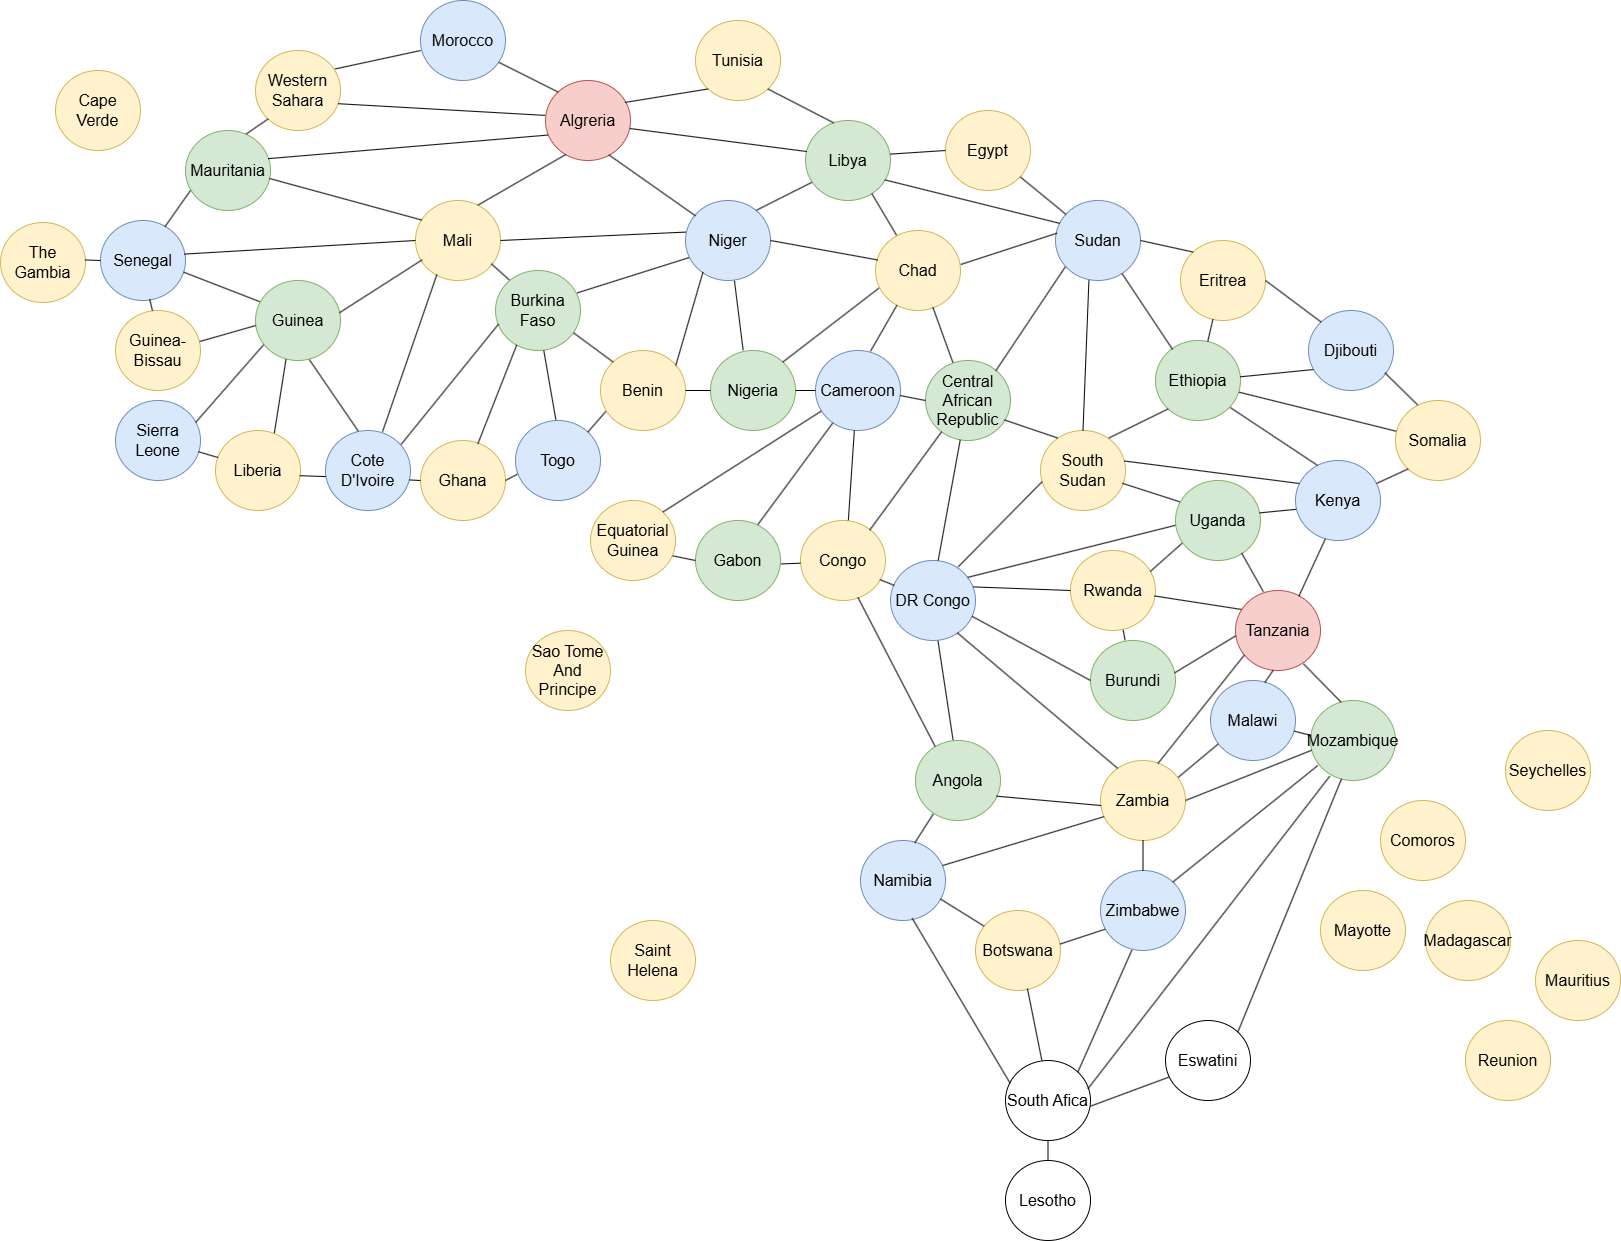 Morocco
Tunisia
Western
Sahara
Cape
Verde
Algreria
Egypt
Libya
Mauritania
Mali
Niger
Sudan
The
Gambia
Senegal
Chad
Eritrea
Burkina
Faso
Guinea
Guinea-
Bissau
Djibouti
Ethiopia
Benin
Nigeria
Cameroon
Central
African
Republic
Sierra
Leone
Somalia
Togo
Liberia
Cote
D'Ivoire
Ghana
South
Sudan
Kenya
Uganda
Equatorial
Guinea
Gabon
Congo
Rwanda
DR Congo
Tanzania
Sao Tome
And
Principe
Burundi
Malawi
Mozambique
Seychelles
Angola
Zambia
Comoros
Namibia
Zimbabwe
Mayotte
Madagascar
Botswana
Saint
Helena
Mauritius
Eswatini
Reunion
South Afica
Lesotho